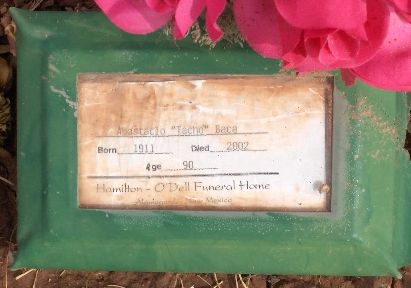 Anastacio "Tacho" Baca
Born 1911 Died 2002
Age 90
Hamilton - O'Dell Funeral Home
New Mexico